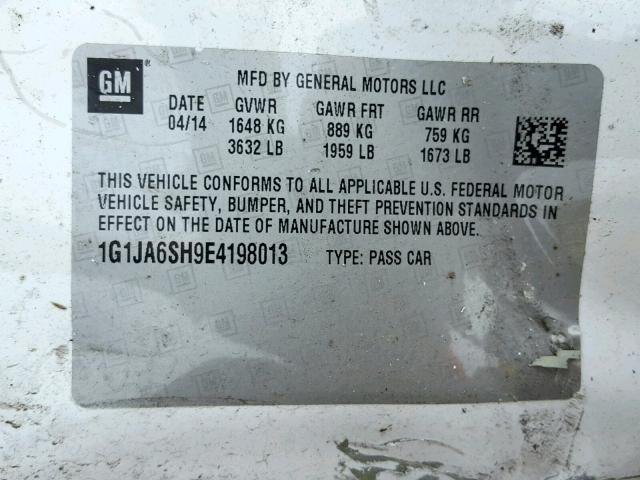 GM
MFD BY GENERAL MOTORS LLC
DATE GVWR GAWR FRT GAWR RR
04/14 1648 KG 889 KG 759 KG
3632 LB 1959 LB 1673 LB
THIS VEHICLE CONFORMS TO ALL APPLICABLE U.S. FEDERAL MOTOR
VEHICLE SAFETY, BUMPER, AND THEFT PREVENTION STANDARDS IN
EFFECT ON THE DATE OF MANUFACTURE SHOWN ABOVE.
1G1JA6SH9E4198013 TYPE: PASS CAR